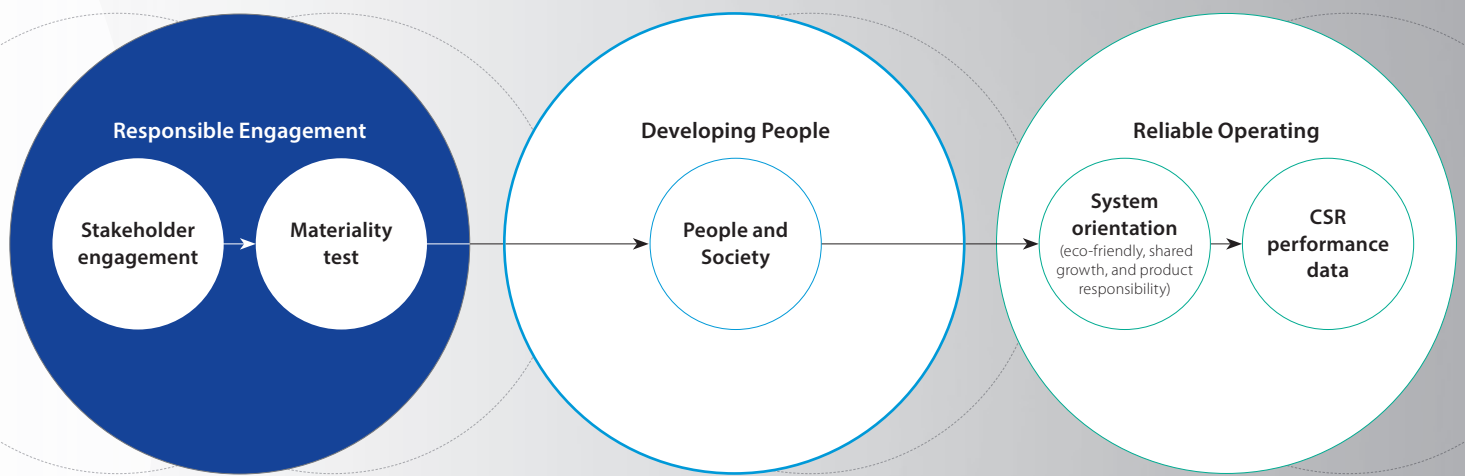 Responsible Engagement
Stakeholder
engagement
Materiality
test
Developing People
People and
Society
Reliable Operating
System
orientation
(eco-friendly, shared
growth, and product
responsibility)
CSR
performance
data